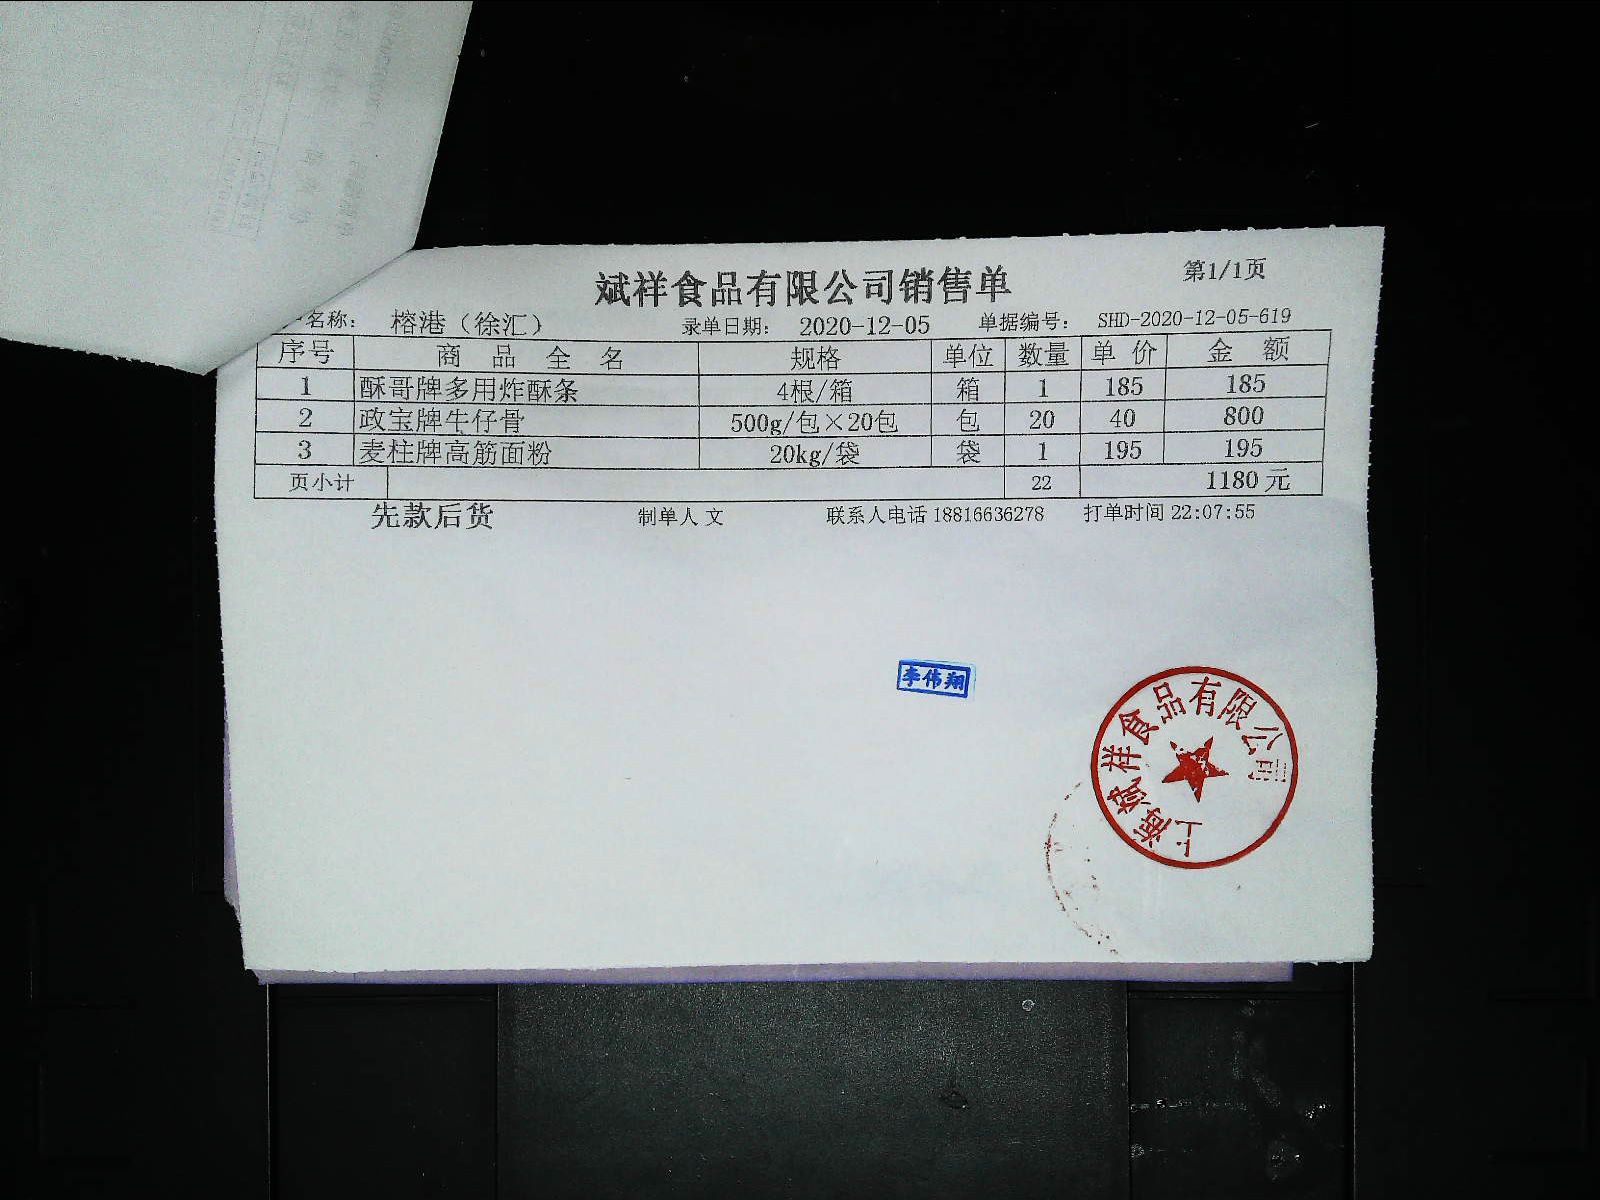 斌祥食品有限公司销售单
第1/1页
名称： 榕港（徐汇） 录单日期： 2020-12-05 单据编号： SHD-2020-12-05-619
序号 商品全名 规格 单位 数量 单价 金额
1 酥哥牌多用炸酥条 4根/箱 箱 1 185 185
2 政宝牌牛仔骨 500g/包×20包 包 20 40 800
3 麦柱牌高筋面粉 20kg/袋 袋 1 195 195
页小计 22 1180元
先款后货 制单人 文 联系人电话 18816636278 打单时间 22:07:55
李伟翔
上海斌祥食品有限公司